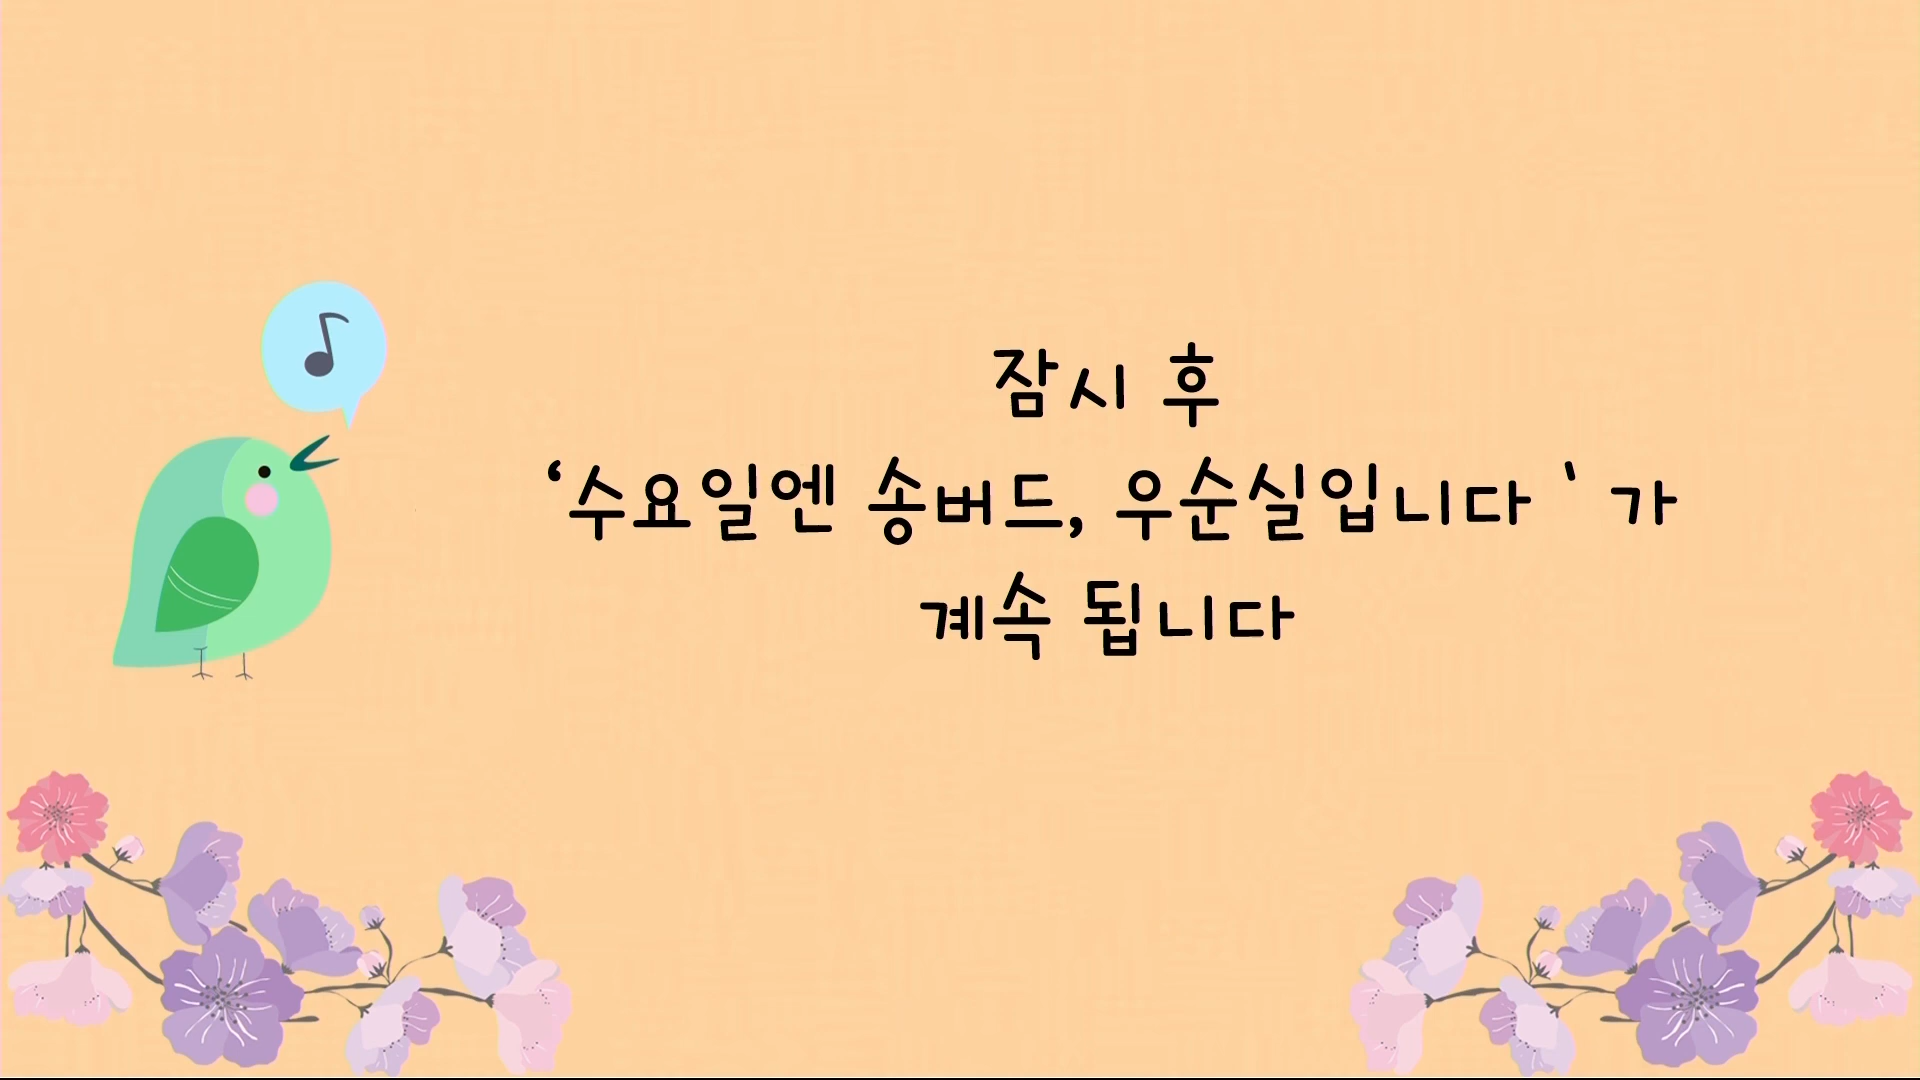 잠시 후
‘수요일엔 송버드, 우순실입니다 ‵ 가
계속 됩니다